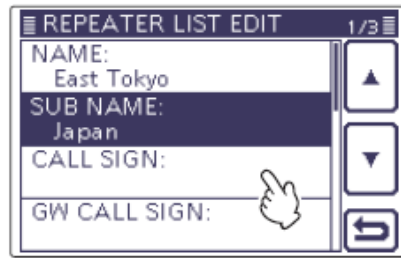 REPEATER LIST EDIT 1/3
NAME:
East Tokyo
SUB NAME:
Japan
CALL SIGN:
GW CALL SIGN: